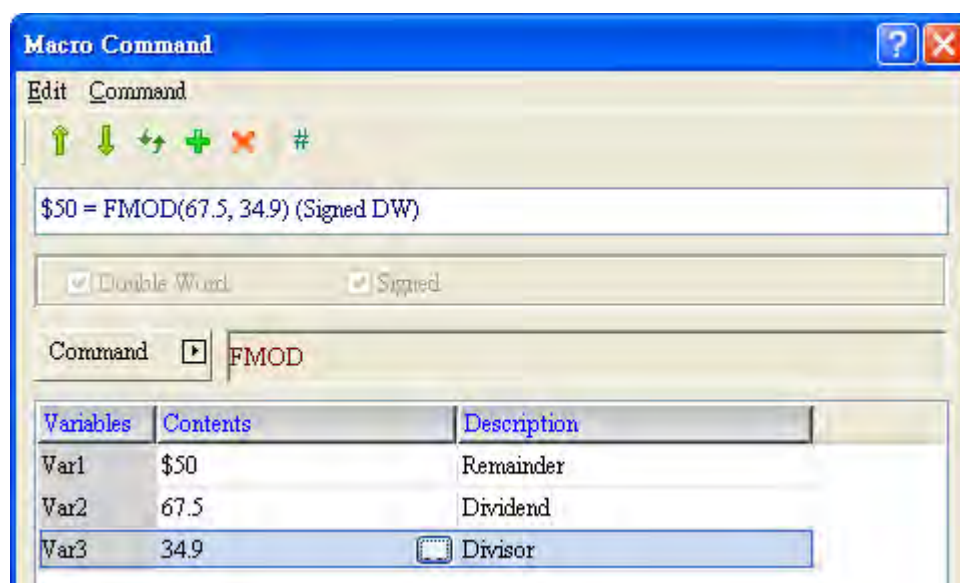 Macro Command
Edit Command
#
$50 = FMOD(67.5, 34.9) (Signed DW)
Double Word Signed
Command FMOD
Variables Contents Description
Var1 $50 Remainder
Var2 67.5 Dividend
Var3 34.9 Divisor